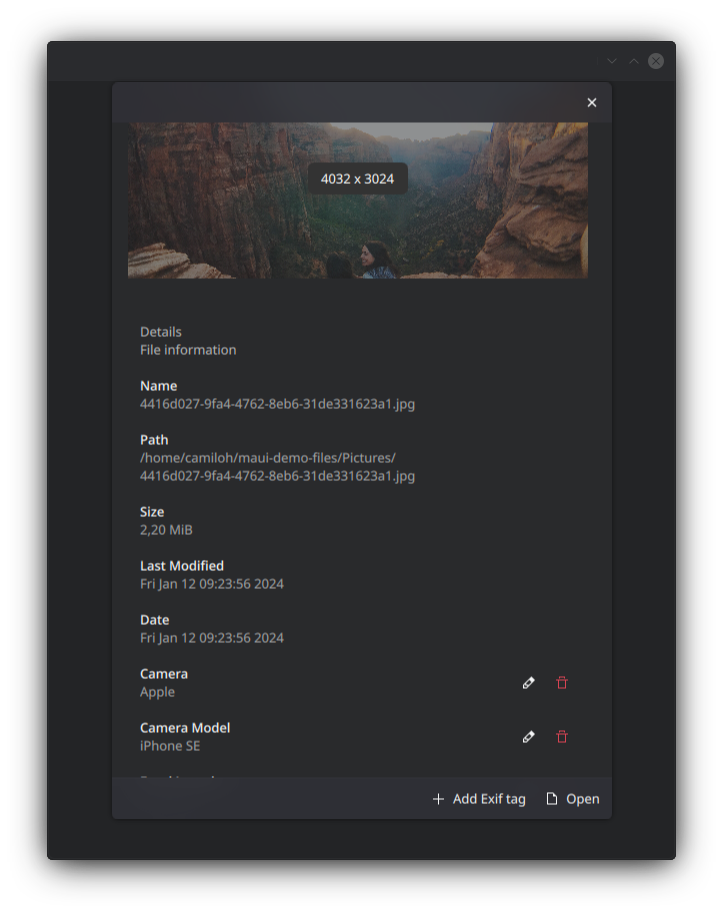 4032 x 3024
Details
File information
Name
4416d027-9fa4-4762-8eb6-31de331623a1.jpg
Path
/home/camiloh/maui-demo-files/Pictures/
4416d027-9fa4-4762-8eb6-31de331623a1.jpg
Size
2,20 MiB
Last Modified
Fri Jan 12 09:23:56 2024
Date
Fri Jan 12 09:23:56 2024
Camera
Apple
Camera Model
iPhone SE
Add Exif tag
Open